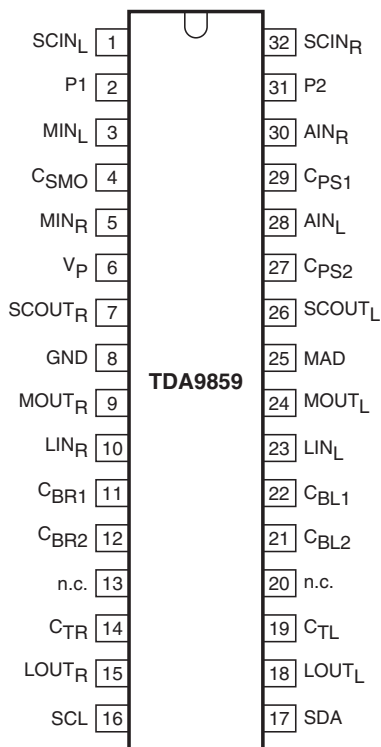 SCINL 1 32 SCINR
P1 2 31 P2
MINL 3 30 AINR
CSMO 4 29 CPS1
MINR 5 28 AINL
VP 6 27 CPS2
SCOUTR 7 26 SCOUTL
GND 8 25 MAD
TDA9859
MOUTR 9 24 MOUTL
LINR 10 23 LINL
CBR1 11 22 CBL1
CBR2 12 21 CBL2
n.c. 13 20 n.c.
CTR 14 19 CTL
LOUTR 15 18 LOUTL
SCL 16 17 SDA